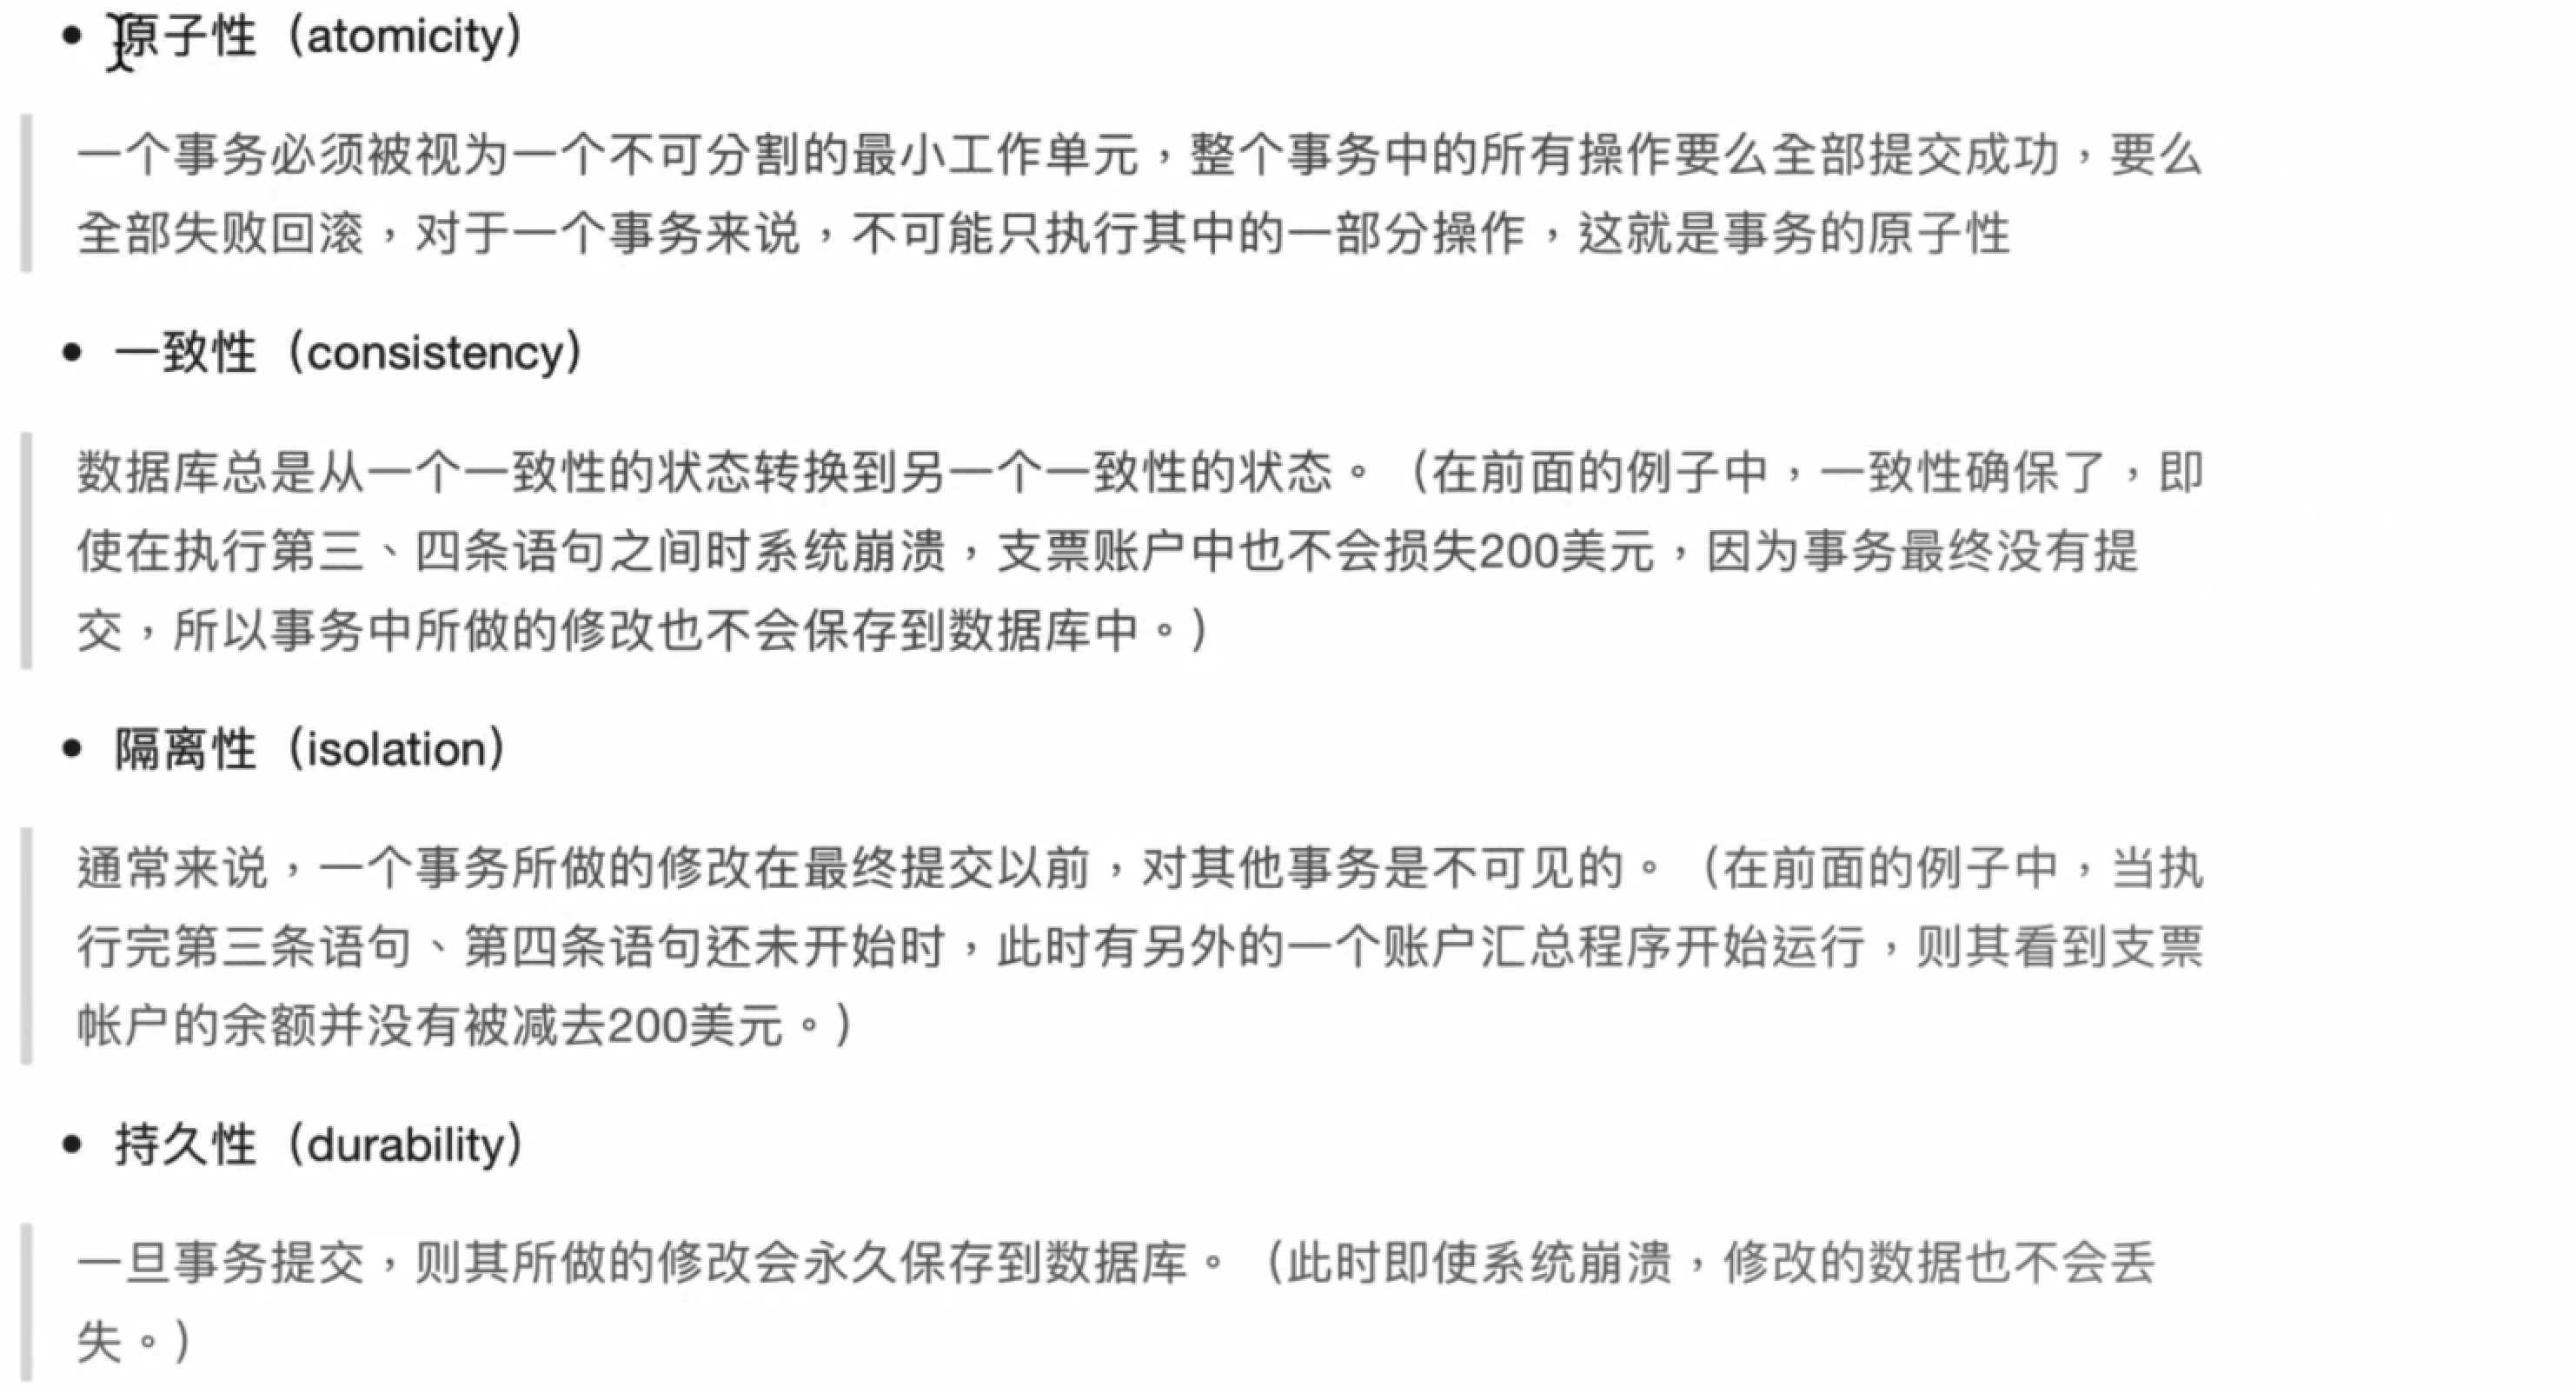 • 原子性（atomicity）
一个事务必须被视为一个不可分割的最小工作单元，整个事务中的所有操作要么全部提交成功，要么
全部失败回滚，对于一个事务来说，不可能只执行其中的一部分操作，这就是事务的原子性
• 一致性（consistency）
数据库总是从一个一致性的状态转换到另一个一致性的状态。（在前面的例子中，一致性确保了，即
使在执行第三、四条语句之间时系统崩溃，支票账户中也不会损失200美元，因为事务最终没有提
交，所以事务中所做的修改也不会保存到数据库中。）
• 隔离性（isolation）
通常来说，一个事务所做的修改在最终提交以前，对其他事务是不可见的。（在前面的例子中，当执
行完第三条语句、第四条语句还未开始时，此时有另外的一个账户汇总程序开始运行，则其看到支票
帐户的余额并没有被减去200美元。）
• 持久性（durability）
一旦事务提交，则其所做的修改会永久保存到数据库。（此时即使系统崩溃，修改的数据也不会丢
失。）